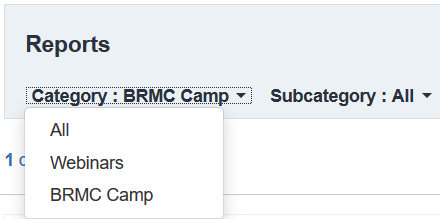 Reports
Category : BRMC Camp Subcategory : All
All
1
Webinars
BRMC Camp